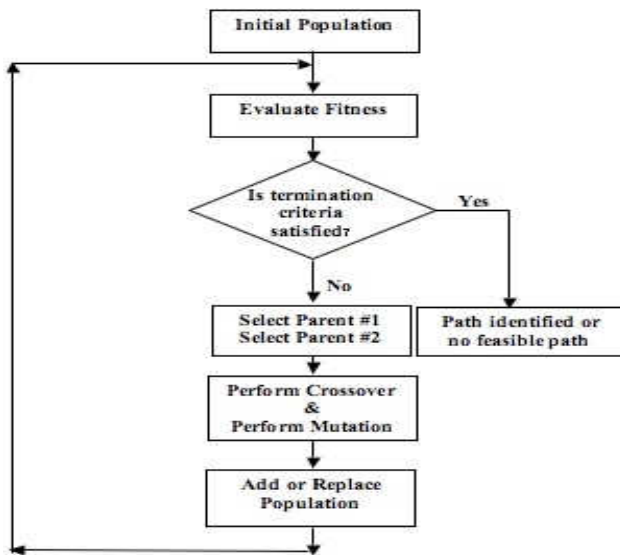 Initial Population
Evaluate Fitness
Is termination
criteria
satisfied?
Yes
No
Select Parent #1
Select Parent #2
Path identified or
no feasible path
Perform Crossover
&
Perform Mutation
Add or Replace
Population